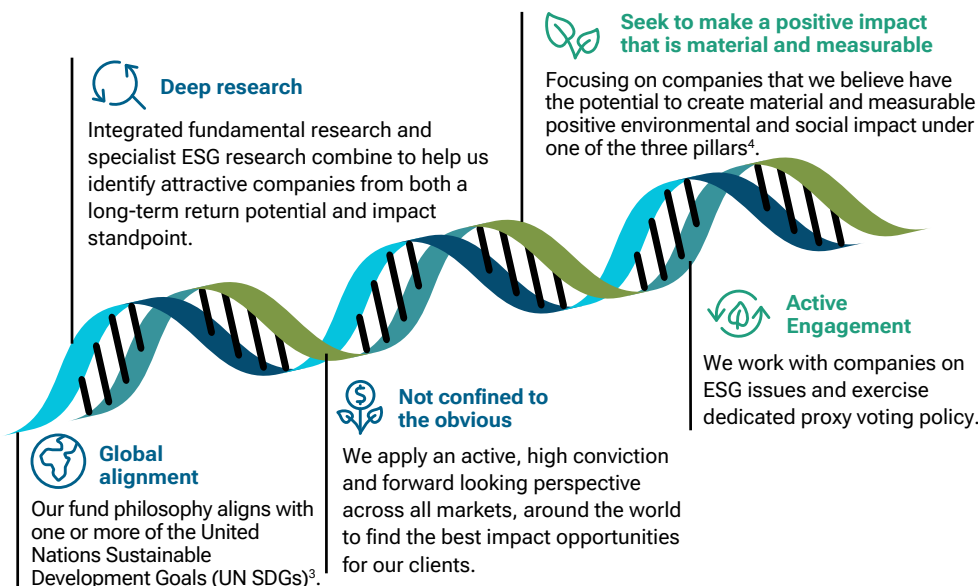 Seek to make a positive impact
that is material and measurable
Focusing on companies that we believe have
the potential to create material and measurable
positive environmental and social impact under
one of the three pillars⁴.
Deep research
Integrated fundamental research and
specialist ESG research combine to help us
identify attractive companies from both a
long-term return potential and impact
standpoint.
Active
Engagement
We work with companies on
ESG issues and exercise
dedicated proxy voting policy.
$
Not confined to
the obvious
We apply an active, high conviction
and forward looking perspective
across all markets, around the world
to find the best impact opportunities
for our clients.
Global
alignment
Our fund philosophy aligns with
one or more of the United
Nations Sustainable
Development Goals (UN SDGs)³.